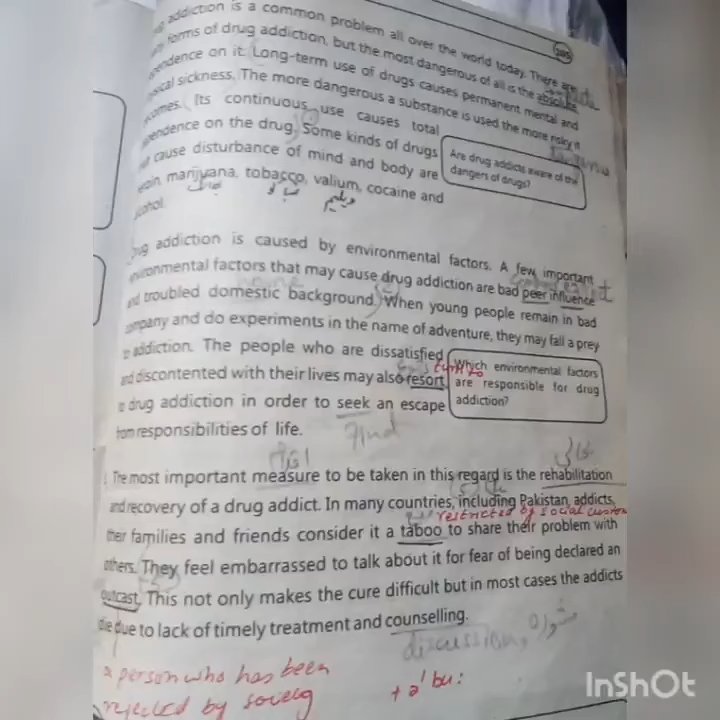 addiction is a common problem all over the world today. There are
forms of drug addiction, but the most dangerous of all is the absolute
on it. Long-term use of drugs causes permanent mental and
sickness. The more dangerous a substance is used the more risky it
Its continuous use causes total
on the drug. Some kinds of drugs
cause disturbance of mind and body are
marijuana, tobacco, valium, cocaine and
Are drug addicts aware of the
dangers of drugs?
addiction is caused by environmental factors. A few important
environmental factors that may cause drug addiction are bad peer influence
and troubled domestic background. When young people remain in bad
company and do experiments in the name of adventure, they may fall a prey
to addiction. The people who are dissatisfied
and discontented with their lives may also resort
turn to
to drug addiction in order to seek an escape
from responsibilities of life.
Find
Which environmental factors
are responsible for drug
addiction?
The most important measure to be taken in this regard is the rehabilitation
and recovery of a drug addict. In many countries, including Pakistan, addicts,
restricted by social
their families and friends consider it a taboo to share their problem with
others. They feel embarrassed to talk about it for fear of being declared an
outcast. This not only makes the cure difficult but in most cases the addicts
die due to lack of timely treatment and counselling.
discussion, مشورہ
a person who has been
rejected by
InShOt